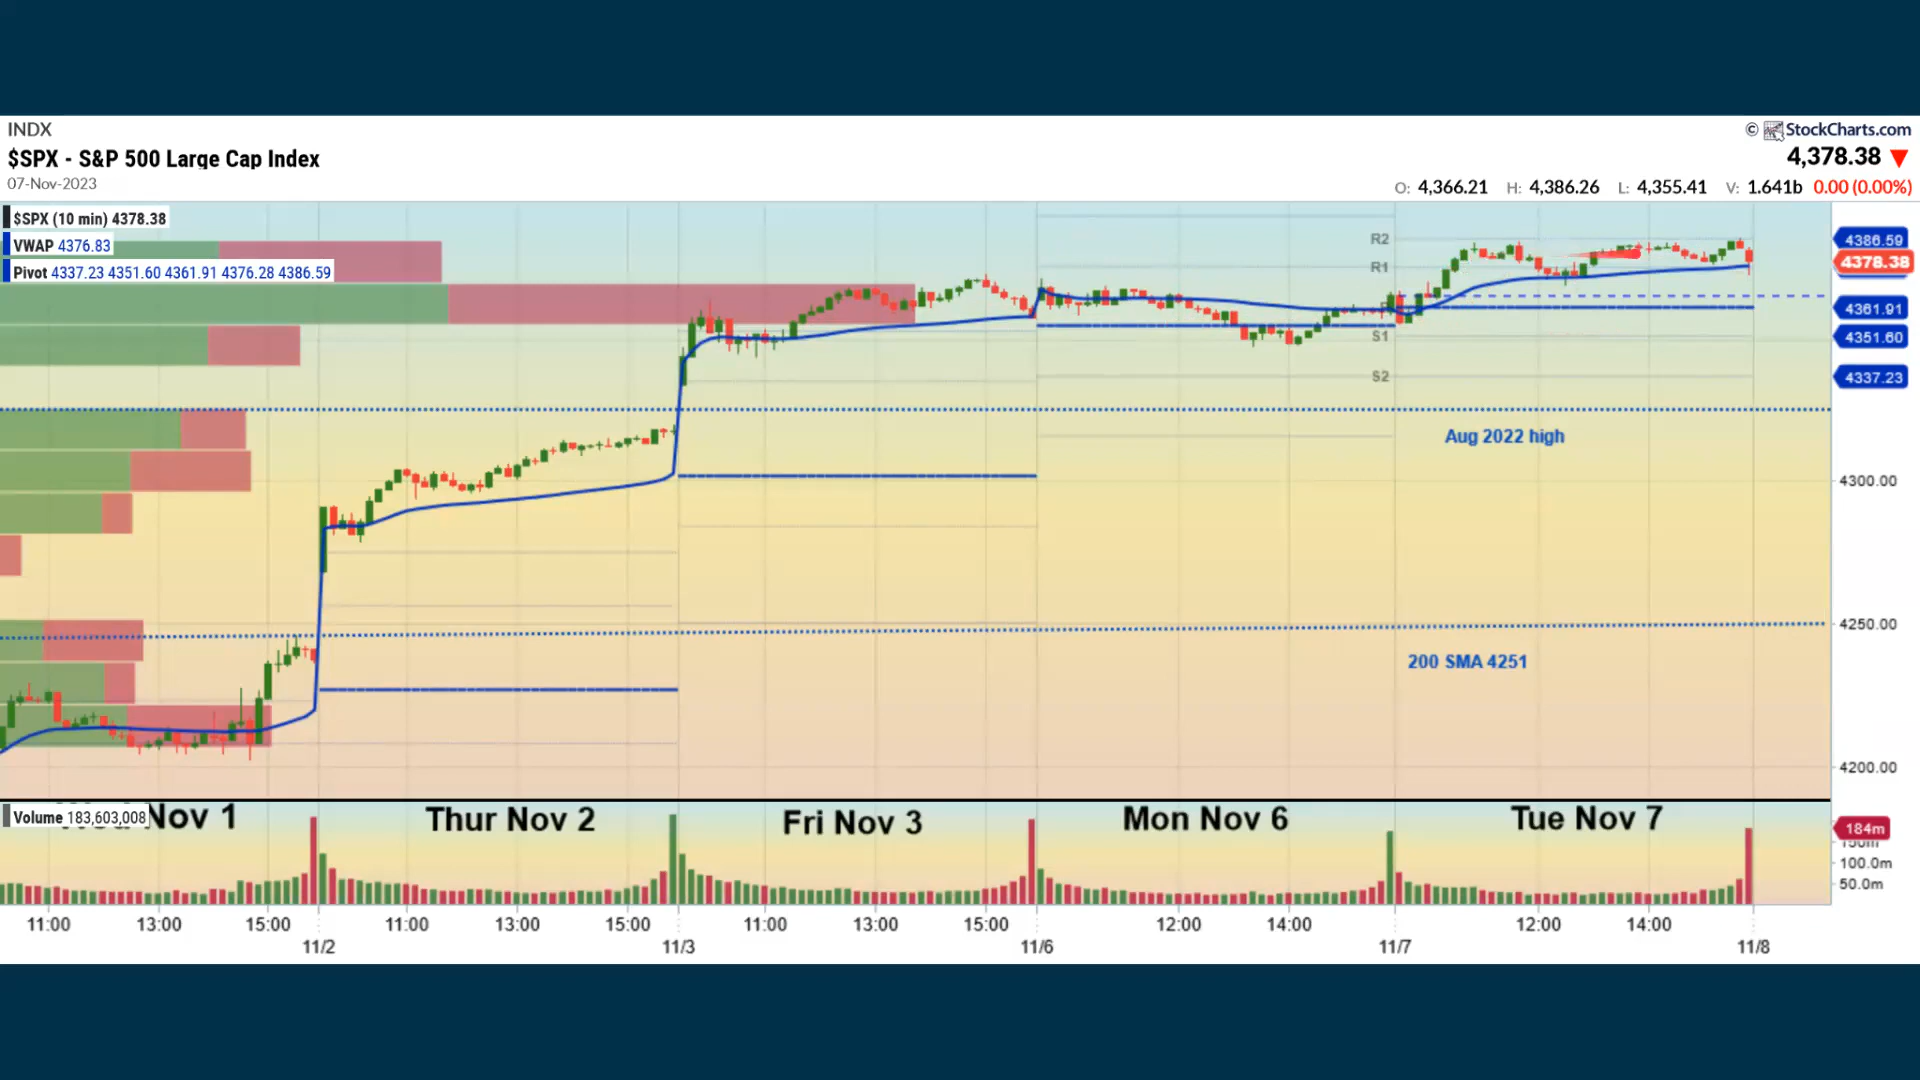 INDX
© StockCharts.com
$SPX - S&P 500 Large Cap Index
4,378.38
07-Nov-2023
O: 4,366.21 H: 4,386.26 L: 4,355.41 V: 1.641b 0.00 (0.00%)
$SPX (10 min) 4378.38
VWAP 4376.83
Pivot 4337.23 4351.60 4361.91 4376.28 4386.59
R2
R1
P
S1
S2
4386.59
4378.38
4361.91
4351.60
4337.23
Aug 2022 high
4300.00
4250.00
200 SMA 4251
4200.00
Volume 183,603,008
Nov 1
Thur Nov 2
Fri Nov 3
Mon Nov 6
Tue Nov 7
184m
150m
100.0m
50.0m
11:00 13:00 15:00 11:00 13:00 15:00 11:00 13:00 15:00 12:00 14:00 12:00 14:00
11/2 11/3 11/6 11/7 11/8